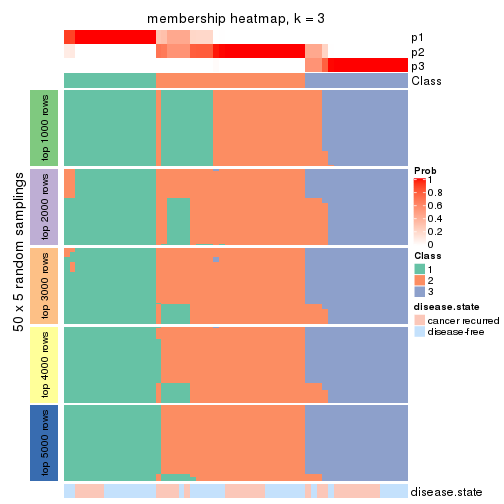 membership heatmap, k = 3
p1
p2
p3
Class
50 x 5 random samplings
top 1000 rows
top 2000 rows
top 3000 rows
top 4000 rows
top 5000 rows
Prob
1
0.8
0.6
0.4
0.2
0
Class
1
2
3
disease.state
cancer recurred
disease-free
disease.state